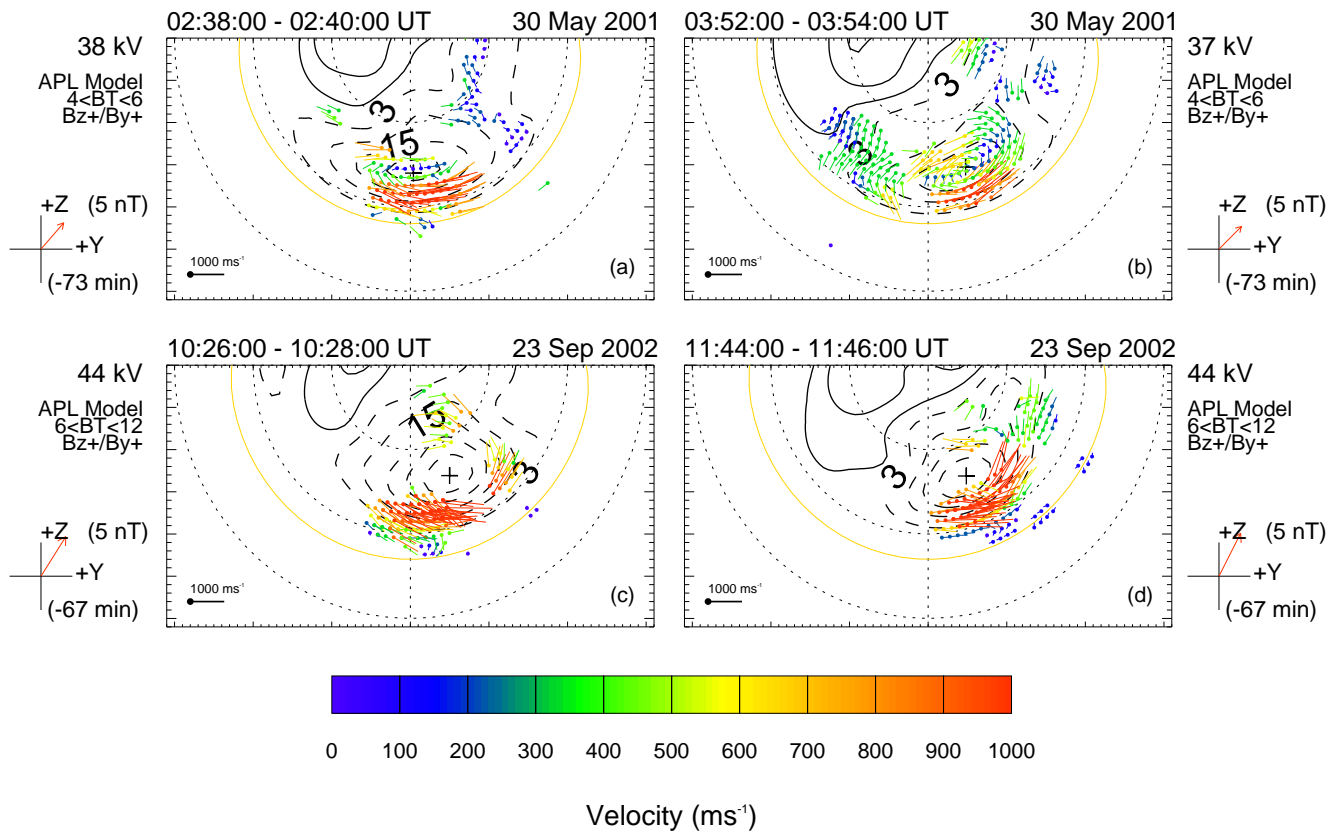 02:38:00 - 02:40:00 UT 30 May 2001
38 kV
APL Model
4<BT<6
Bz+/By+
3
15
+Z (5 nT)
+Y
(-73 min)
1000 ms-1
(a)
03:52:00 - 03:54:00 UT 30 May 2001
37 kV
APL Model
4<BT<6
Bz+/By+
3
3
+Z (5 nT)
+Y
(-73 min)
1000 ms-1
(b)
10:26:00 - 10:28:00 UT 23 Sep 2002
44 kV
APL Model
6<BT<12
Bz+/By+
15
3
+Z (5 nT)
+Y
(-67 min)
1000 ms-1
(c)
11:44:00 - 11:46:00 UT 23 Sep 2002
44 kV
APL Model
6<BT<12
Bz+/By+
3
+Z (5 nT)
+Y
(-67 min)
1000 ms-1
(d)
0 100 200 300 400 500 600 700 800 900 1000
Velocity (ms-1)